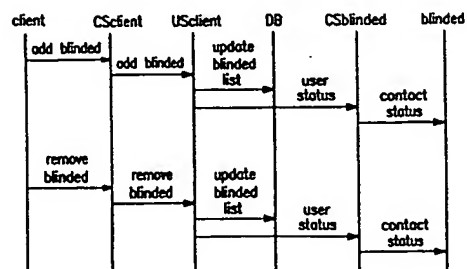 client CSclient USclient DB CSblinded blinded
add blinded
add blinded
update
blinded
list
user
status
contact
status
remove
blinded
remove
blinded
update
blinded
list
user
status
contact
status